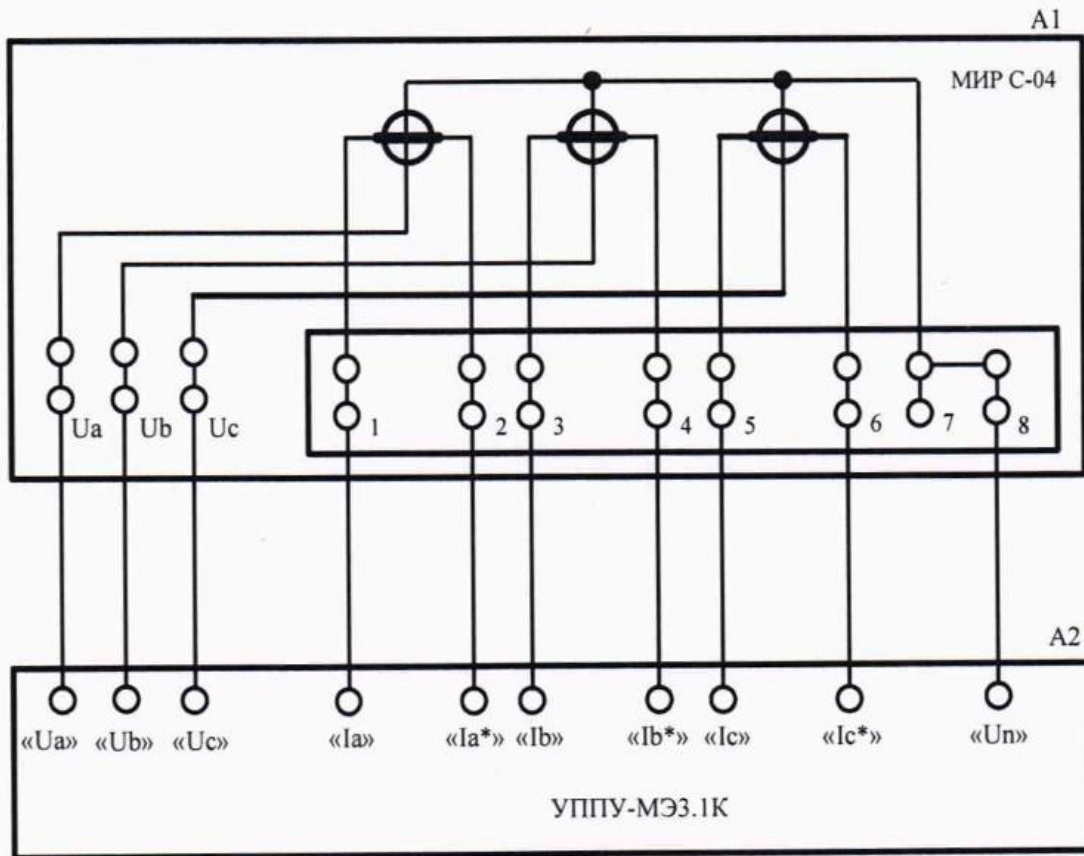 A1
МИР С-04
Ua Ub Uc 1 2 3 4 5 6 7 8
A2
«Ua» «Ub» «Uc» «Ia» «Ia*» «Ib» «Ib*» «Ic» «Ic*» «Un»
УППУ-МЭ3.1К